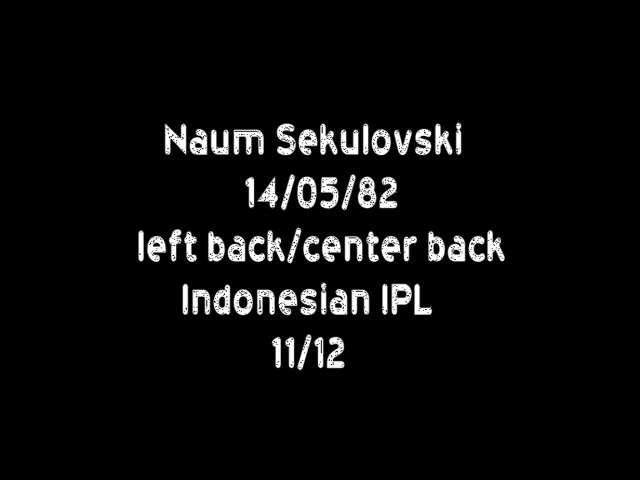 Naum Sekulovski
14/05/82
left back/center back
Indonesian IPL
11/12